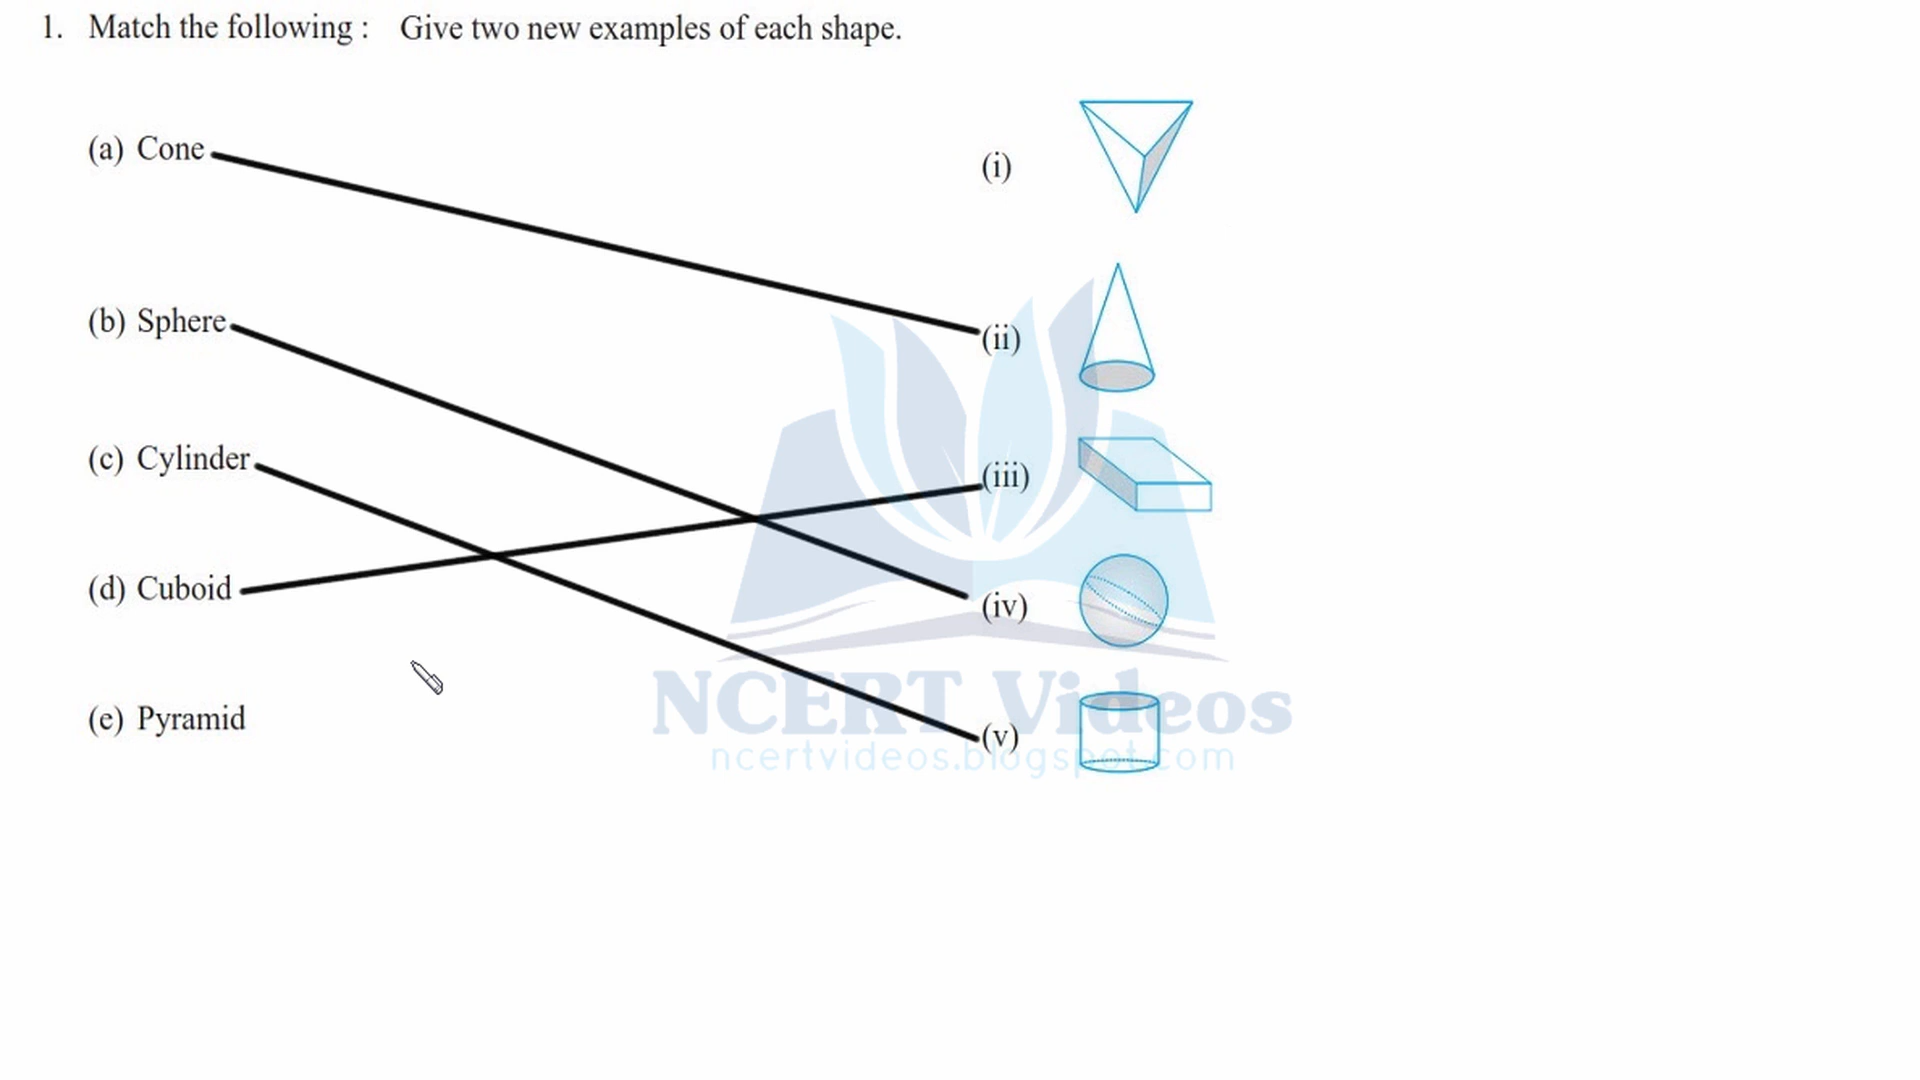 1. Match the following : Give two new examples of each shape.
(a) Cone
(i)
(b) Sphere
(ii)
(c) Cylinder
(iii)
(d) Cuboid
(iv)
(e) Pyramid
(v)
NCERT Videos
ncertvideos.blogspot.com